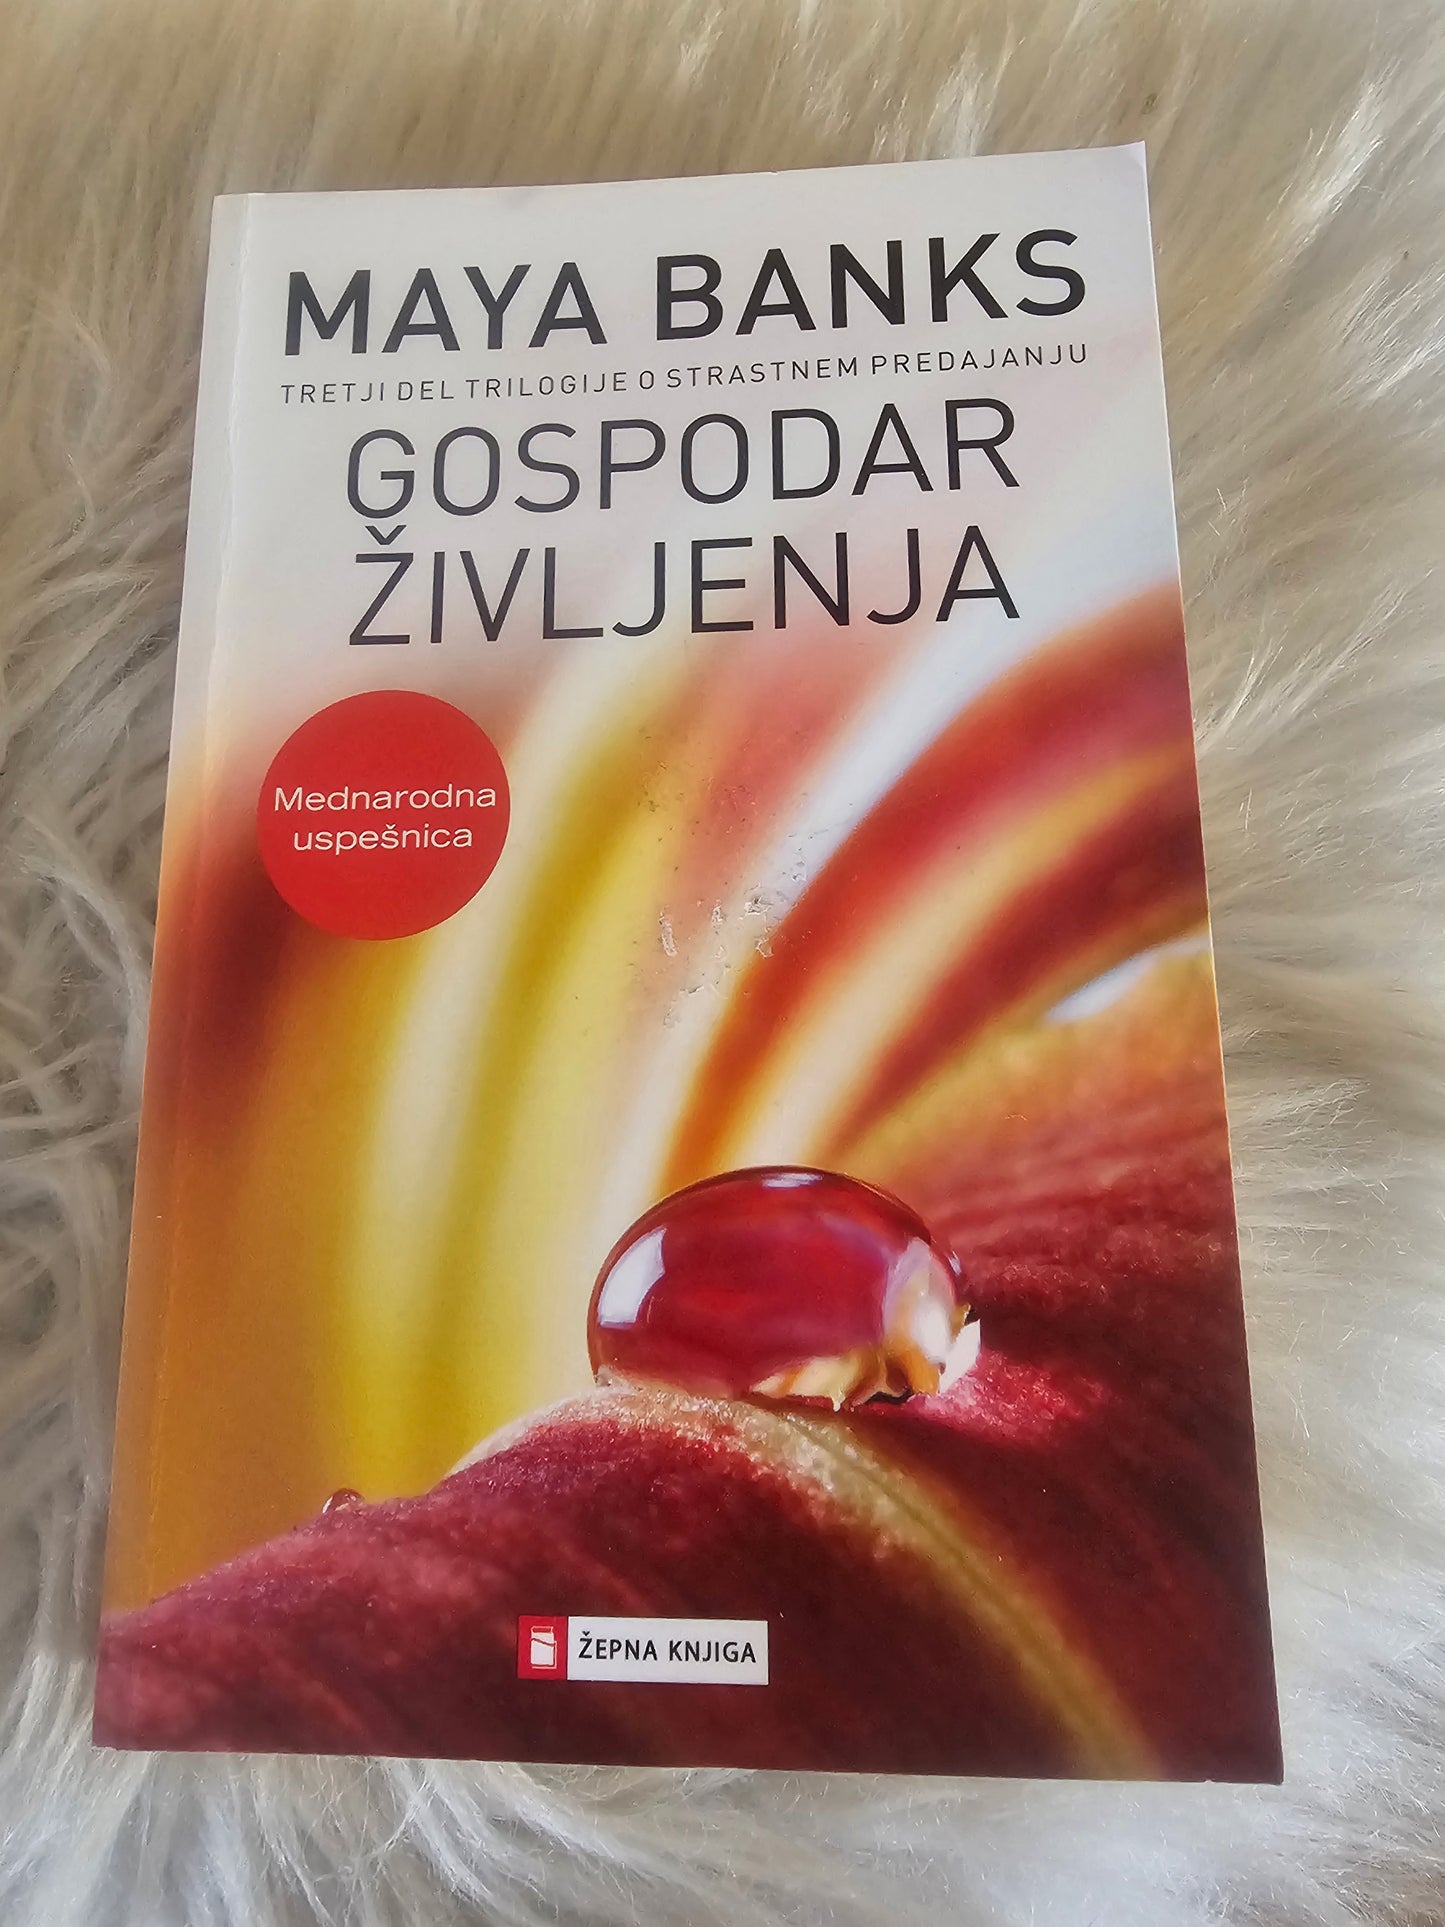 MAYA BANKS
TRETJI DEL TRILOGIJE O STRASTNEM PREDAJANJU
GOSPODAR
ŽIVLJENJA
Mednarodna
uspešnica
ŽEPNA KNJIGA